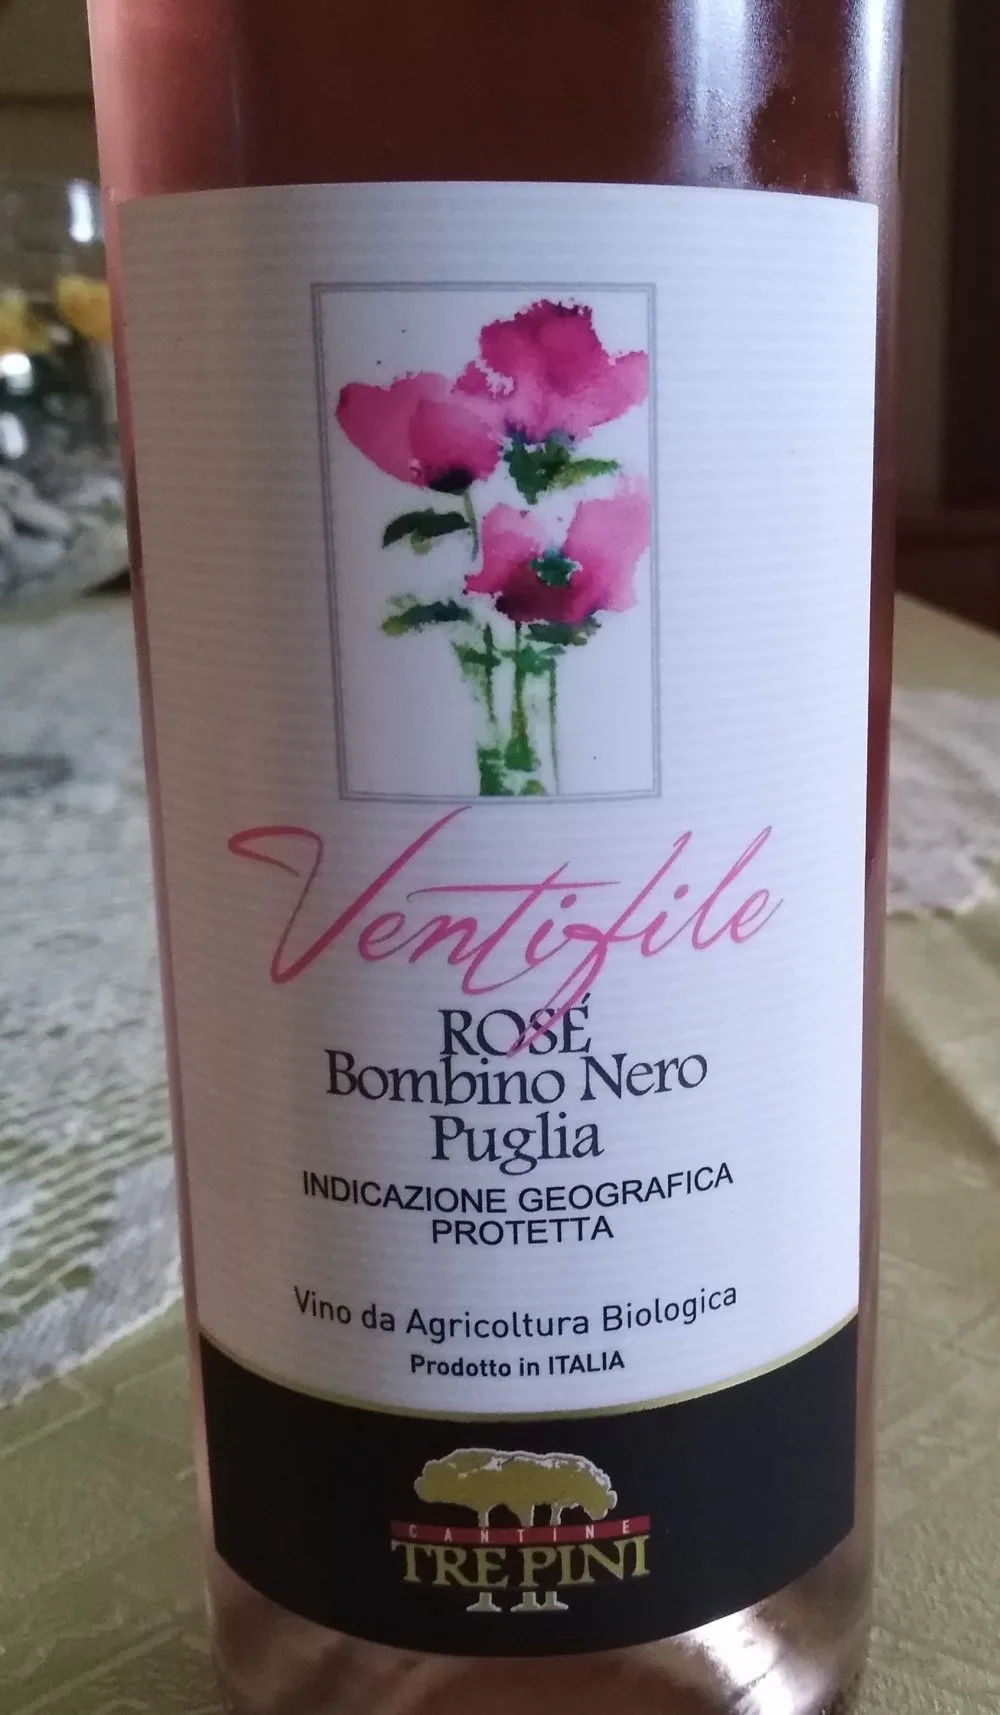 Ventifile
ROSÉ
Bombino Nero
Puglia
INDICAZIONE GEOGRAFICA
PROTETTA
Vino da Agricoltura Biologica
Prodotto in ITALIA
CANTINE
TRE PINI